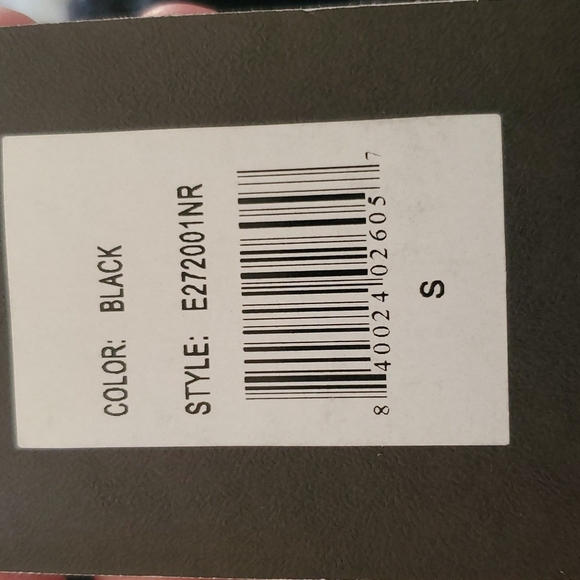 COLOR: BLACK
STYLE: E272001NR
8 40024 02605 7
S